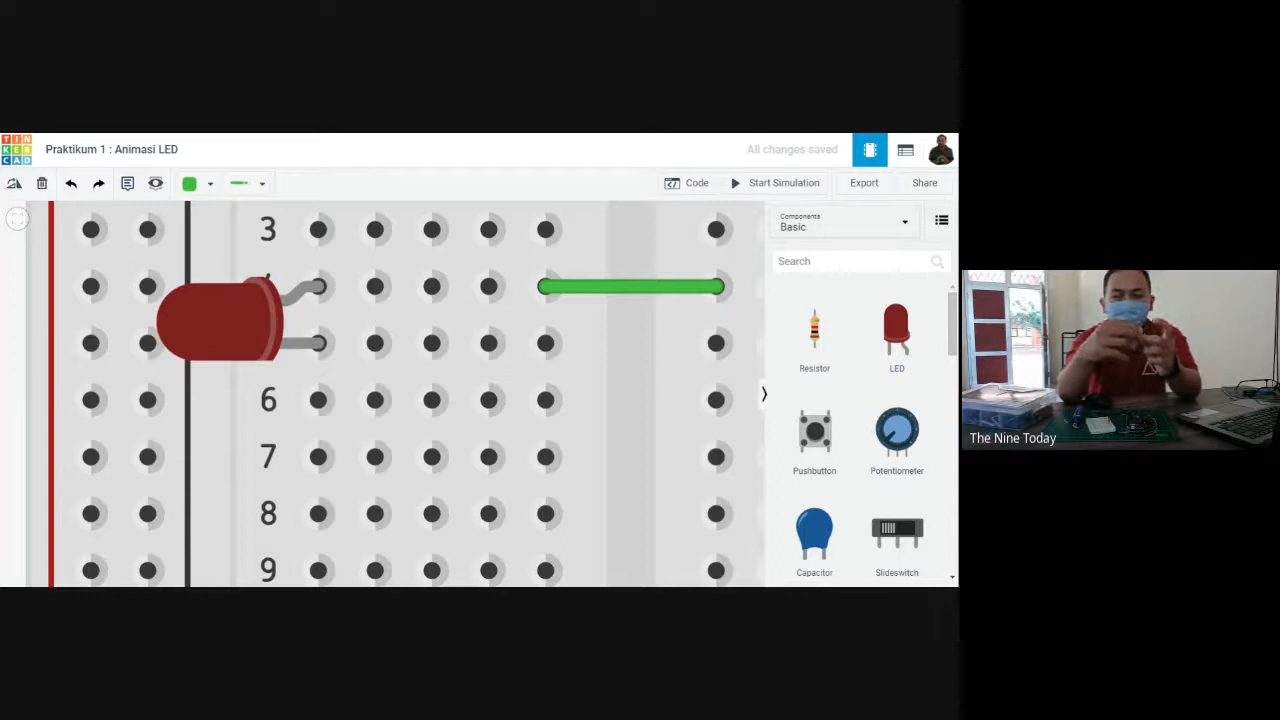 TIN
KER
CAD
Praktikum 1 : Animasi LED
All changes saved
Code
Start Simulation
Export
Share
Components
Basic
Search
3
6
7
8
9
Resistor
LED
Pushbutton
Potentiometer
Capacitor
Slideswitch
The Nine Today